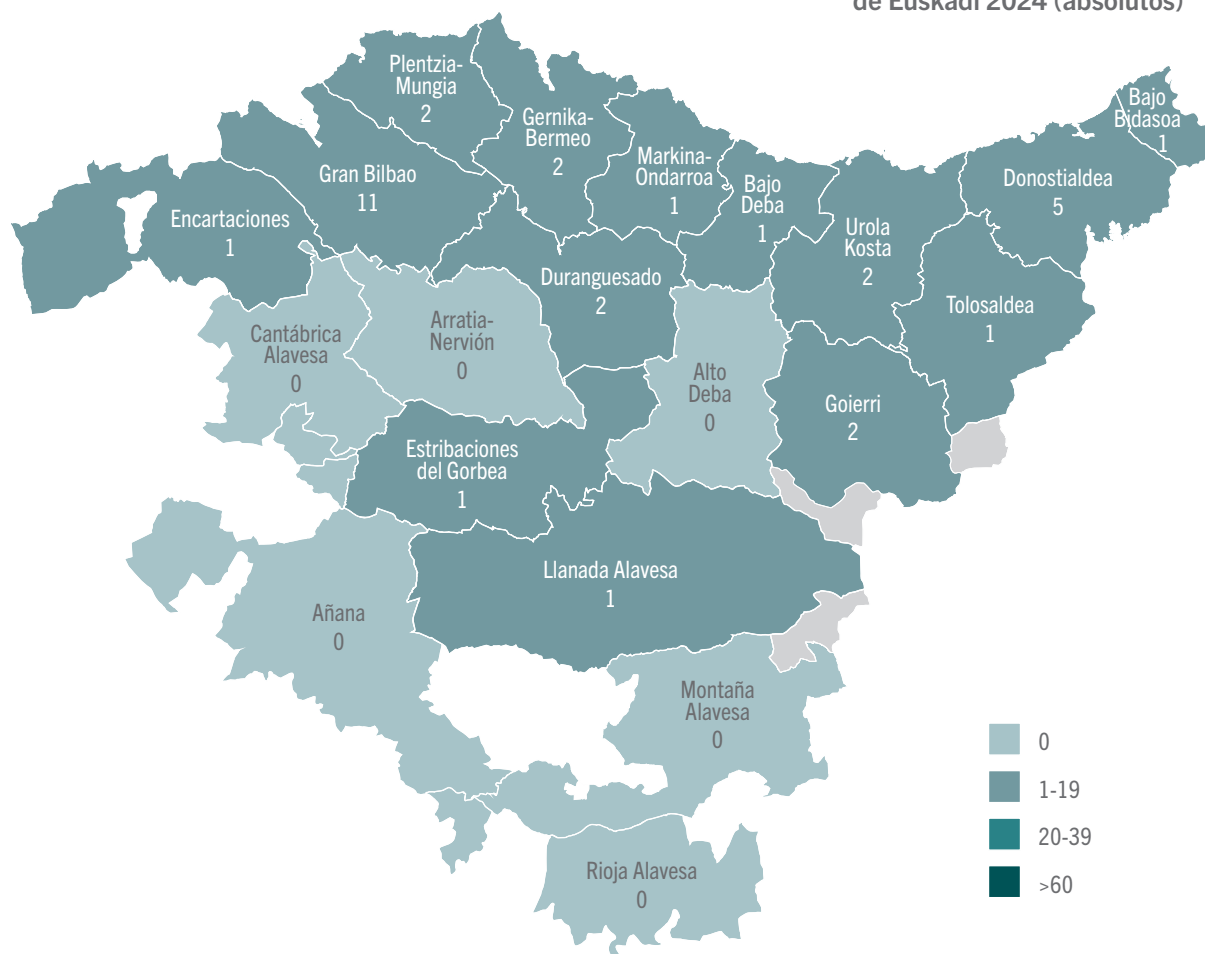 de Euskadi 2024 (absolutos)
Plentzia-
Mungia
2
Gernika-
Bermeo
2
Markina-
Ondarroa
1
Bajo
Deba
1
Bajo
Bidasoa
1
Donostialdea
5
Gran Bilbao
11
Encartaciones
1
Urola
Kosta
2
Duranguesado
2
Tolosaldea
1
Cantábrica
Alavesa
0
Arratia-
Nervión
0
Alto
Deba
0
Goierri
2
Estribaciones
del Gorbea
1
Llanada Alavesa
1
Añana
0
Montaña
Alavesa
0
Rioja Alavesa
0
0
1-19
20-39
>60